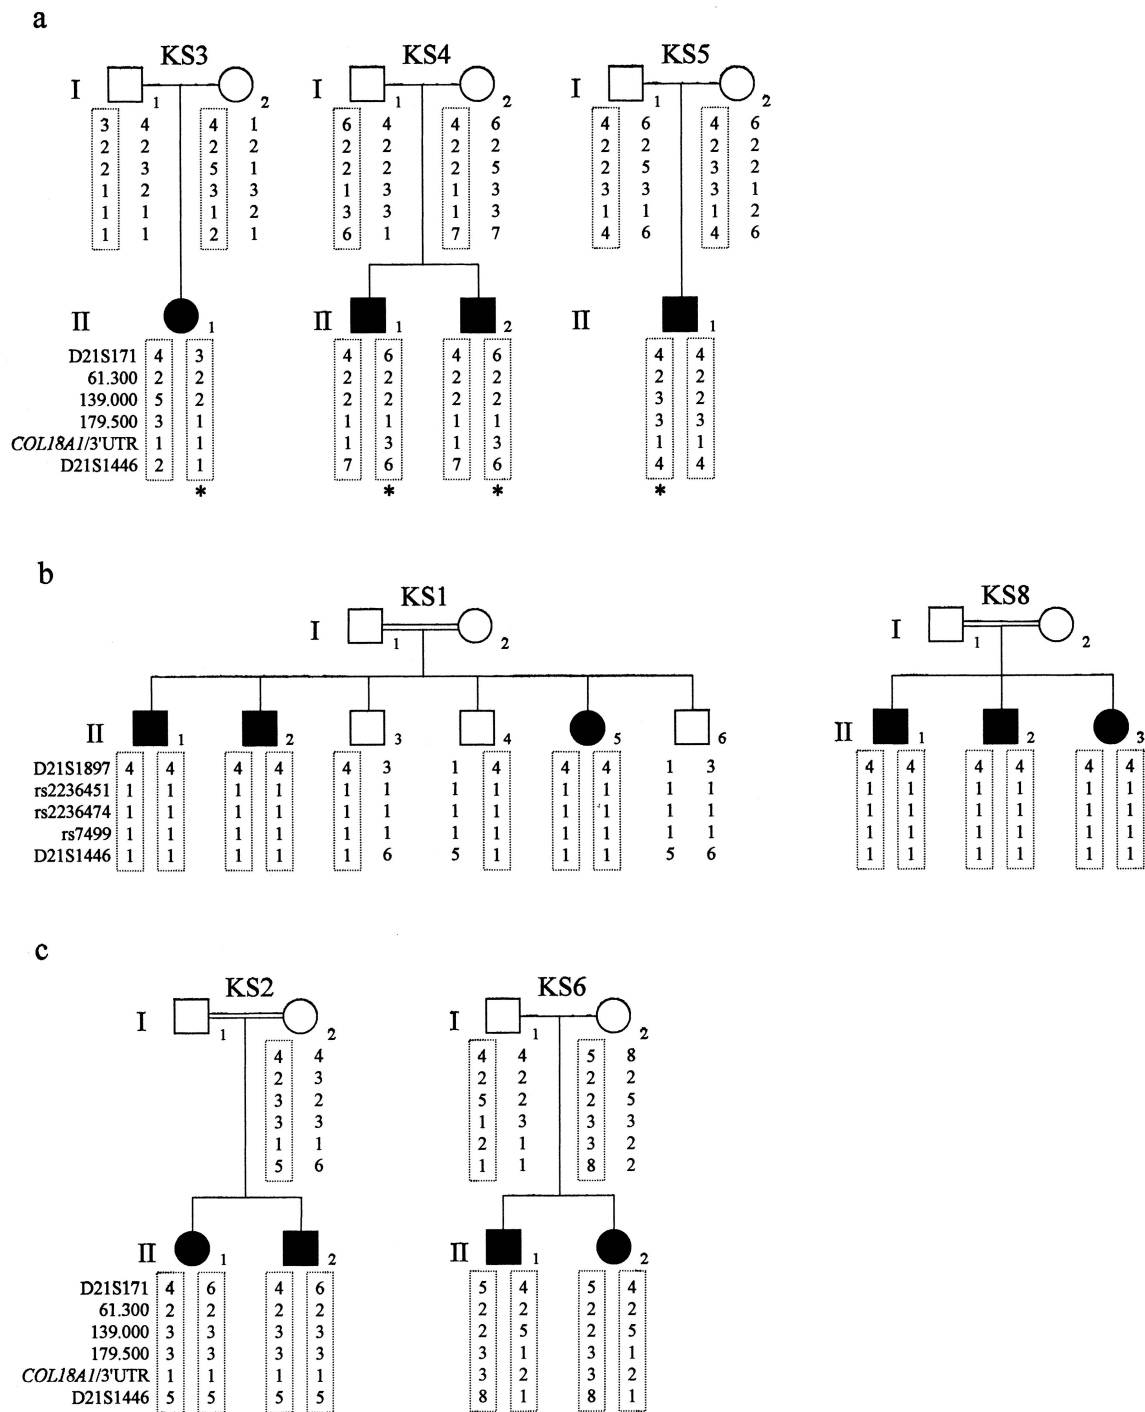 a
KS3 KS4 KS5
I 1 2 I 1 2 I 1 2
3 4 4 1 6 4 4 6 4 6 4 6
2 2 2 2 2 2 2 2 2 2 2 2
2 3 5 1 2 2 2 5 2 5 3 2
1 2 3 3 1 3 1 3 3 3 3 1
1 1 1 2 3 3 1 3 1 1 1 2
1 1 2 1 6 1 7 7 4 6 4 6
II 1 II 1 2 II 1
D21S171 4 3 4 6 4 6 4 4
61.300 2 2 2 2 2 2 2 2
139.000 5 2 2 2 2 2 3 2
179.500 3 1 1 1 1 1 3 3
COL18A1/3'UTR 1 1 1 3 1 3 1 1
D21S1446 2 1 7 6 7 6 4 4
* * * *
b
KS1 KS8
I 1 2 I 1 2
II 1 2 3 4 5 6 II 1 2 3
D21S1897 4 4 4 4 4 3 1 4 4 4 1 3 4 4 4 4 4 4
rs2236451 1 1 1 1 1 1 1 1 1 1 1 1 1 1 1 1 1 1
rs2236474 1 1 1 1 1 1 1 1 1 1 1 1 1 1 1 1 1 1
rs7499 1 1 1 1 1 1 1 1 1 1 1 1 1 1 1 1 1 1
D21S1446 1 1 1 1 1 6 5 1 1 1 5 6 1 1 1 1 1 1
c
KS2 KS6
I 1 2 I 1 2
4 4 4 4 5 8
2 3 2 2 2 2
3 2 5 2 2 5
3 3 1 3 3 3
1 1 2 1 3 2
5 6 1 1 8 2
II 1 2 II 1 2
D21S171 4 6 4 6 5 4 5 4
61.300 2 2 2 2 2 2 2 2
139.000 3 3 3 3 2 5 2 5
179.500 3 3 3 3 3 1 3 1
COL18A1/3'UTR 1 1 1 1 3 2 3 2
D21S1446 5 5 5 5 8 1 8 1